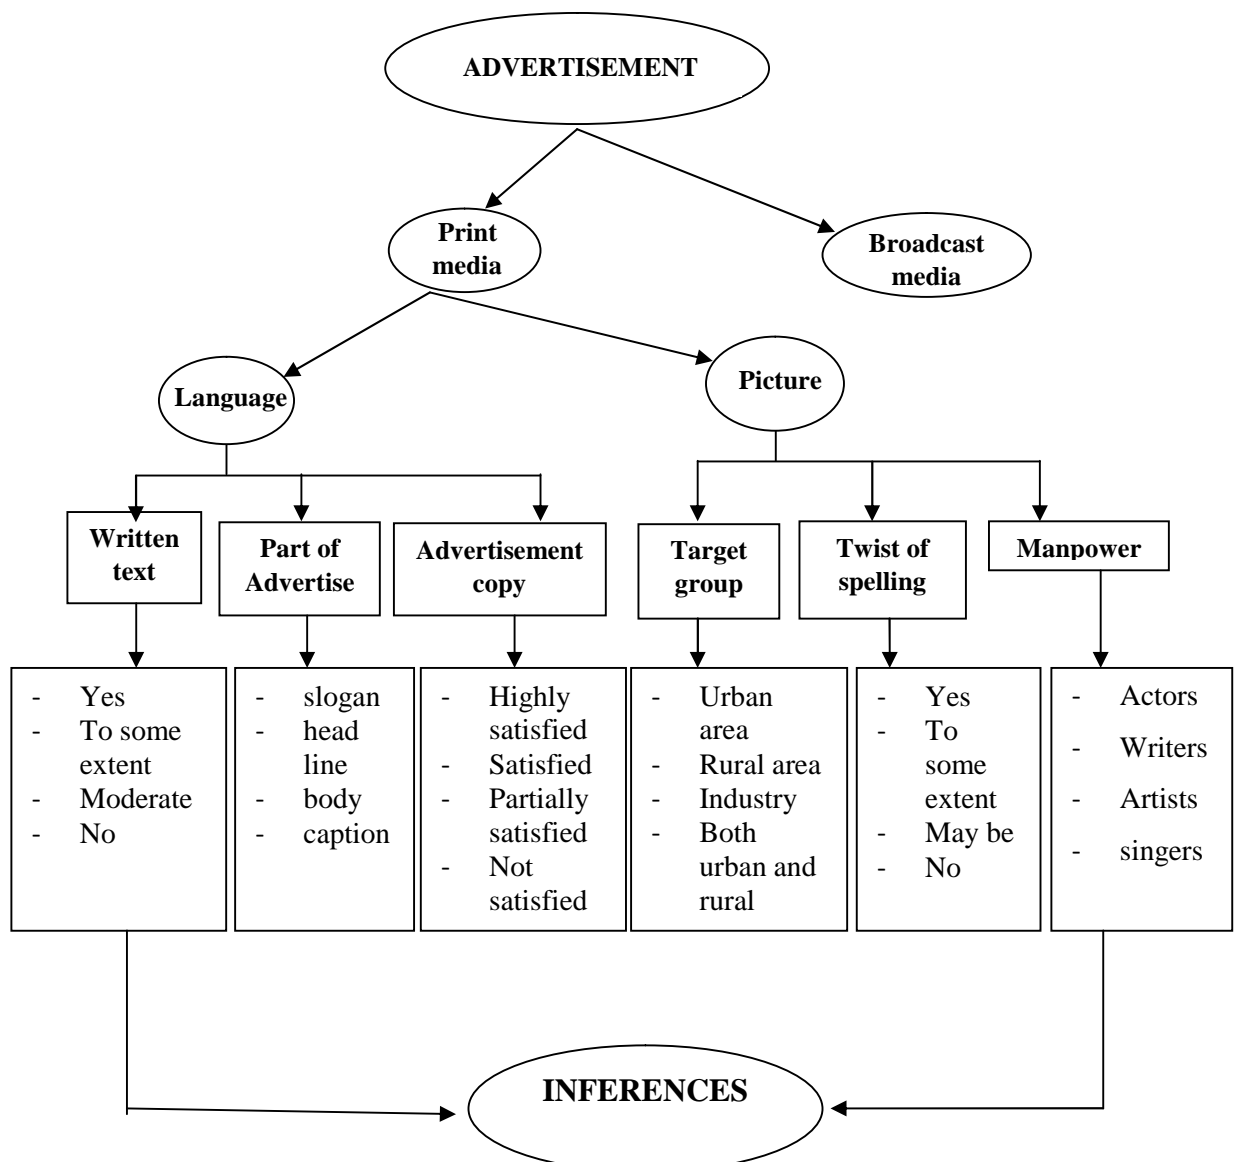 ADVERTISEMENT
Print
media
Broadcast
media
Language
Picture
Written
text
Part of
Advertise
Advertisement
copy
Target
group
Twist of
spelling
Manpower
- Yes
- To some
extent
- Moderate
- No
- slogan
- head
line
- body
- caption
- Highly
satisfied
- Satisfied
- Partially
satisfied
- Not
satisfied
- Urban
area
- Rural area
- Industry
- Both
urban and
rural
- Yes
- To
some
extent
- May be
- No
- Actors
- Writers
- Artists
- singers
INFERENCES